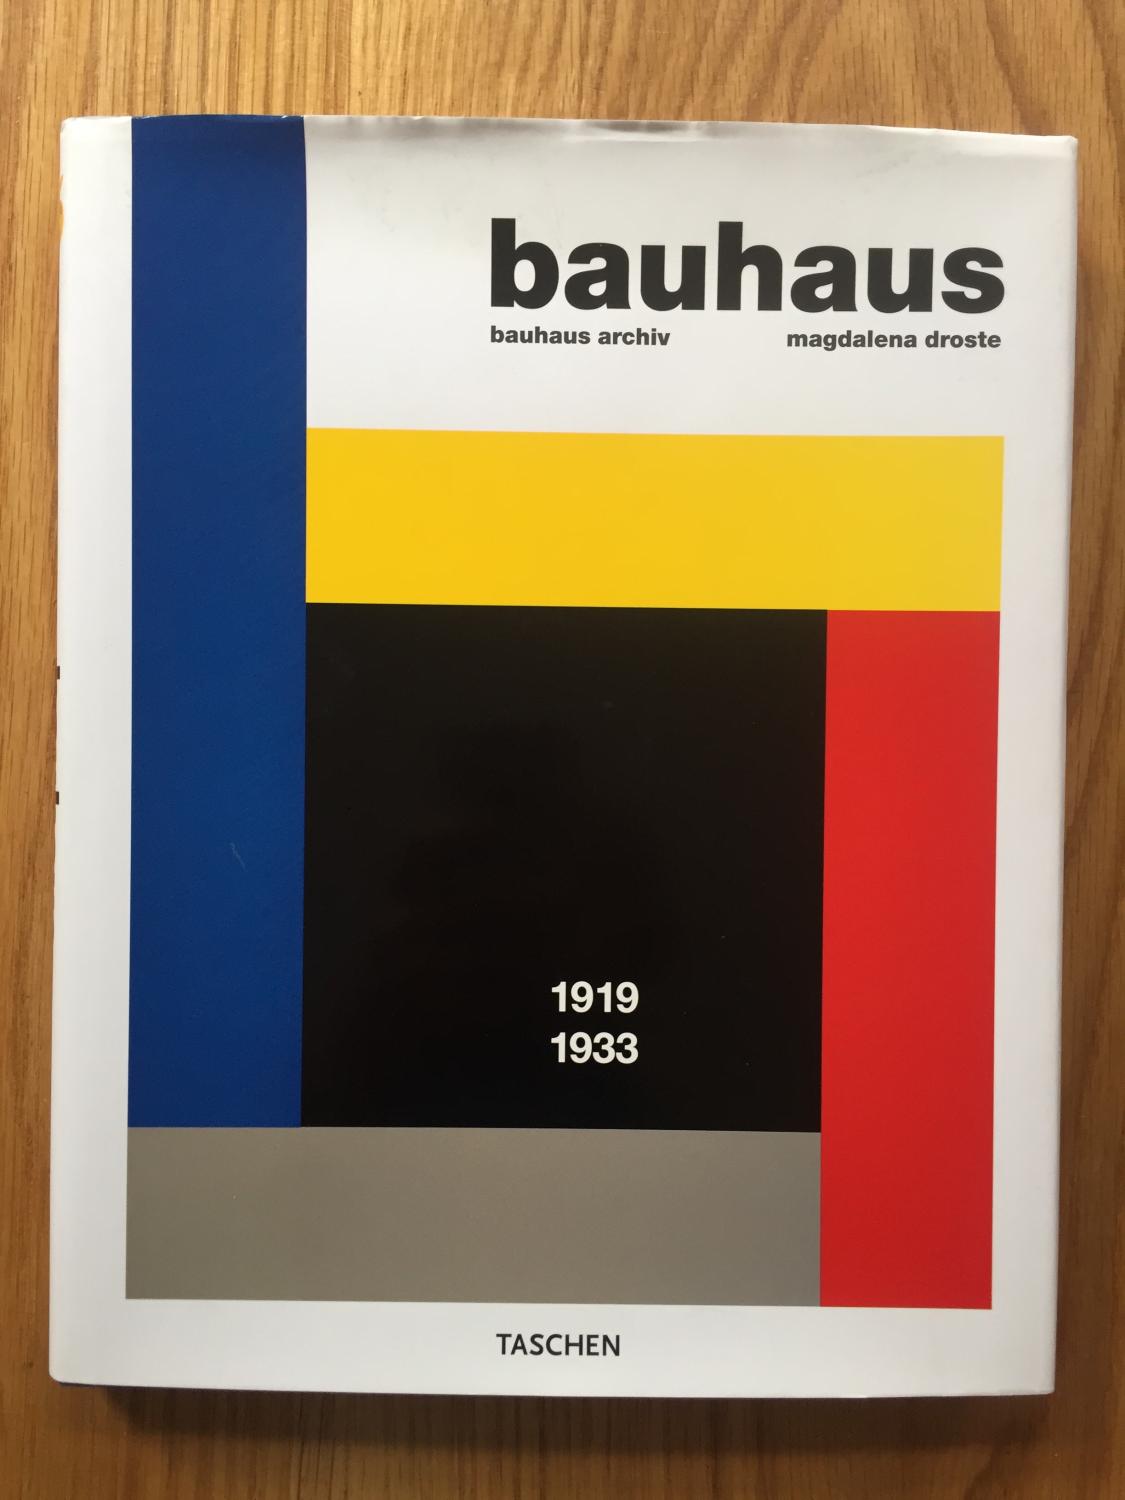 bauhaus
bauhaus archiv magdalena droste
1919
1933
TASCHEN